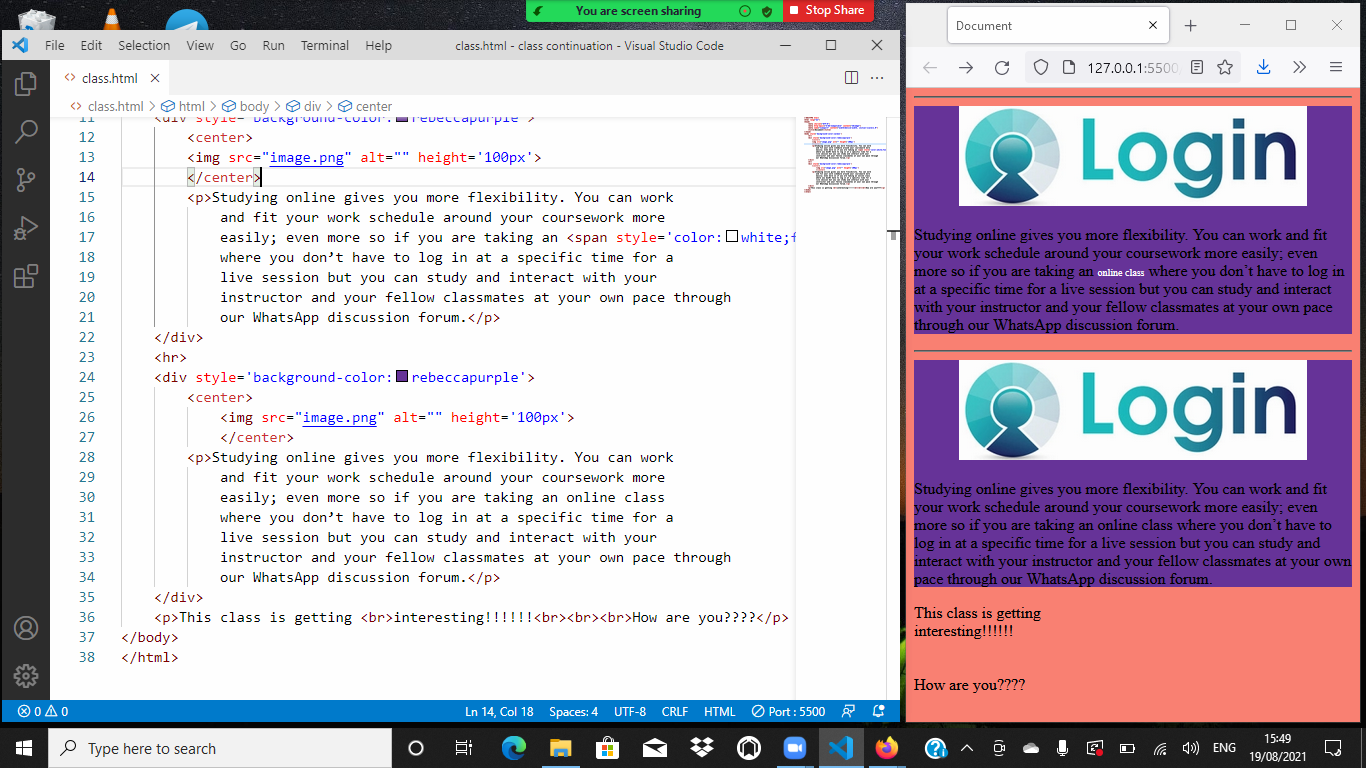 You are screen sharing
Stop Share
File Edit Selection View Go Run Terminal Help
class.html - class continuation - Visual Studio Code
class.html
class.html > html > body > div > center
11 <div style='background-color: rebeccapurple'>
12 <center>
13 <img src="image.png" alt="" height='100px'>
14 </center>
15 <p>Studying online gives you more flexibility. You can work
16 and fit your work schedule around your coursework more
17 easily; even more so if you are taking an <span style='color: white;f
18 where you don’t have to log in at a specific time for a
19 live session but you can study and interact with your
20 instructor and your fellow classmates at your own pace through
21 our WhatsApp discussion forum.</p>
22 </div>
23 <hr>
24 <div style='background-color: rebeccapurple'>
25 <center>
26 <img src="image.png" alt="" height='100px'>
27 </center>
28 <p>Studying online gives you more flexibility. You can work
29 and fit your work schedule around your coursework more
30 easily; even more so if you are taking an online class
31 where you don’t have to log in at a specific time for a
32 live session but you can study and interact with your
33 instructor and your fellow classmates at your own pace through
34 our WhatsApp discussion forum.</p>
35 </div>
36 <p>This class is getting <br>interesting!!!!!!<br><br><br>How are you????</p>
37 </body>
38 </html>
0 0
Ln 14, Col 18 Spaces: 4 UTF-8 CRLF HTML Port : 5500
Document
127.0.0.1:5500
Login
Studying online gives you more flexibility. You can work and fit
your work schedule around your coursework more easily; even
more so if you are taking an online class where you don’t have to log in
at a specific time for a live session but you can study and interact
with your instructor and your fellow classmates at your own pace
through our WhatsApp discussion forum.
Login
Studying online gives you more flexibility. You can work and fit
your work schedule around your coursework more easily; even
more so if you are taking an online class where you don’t have to
log in at a specific time for a live session but you can study and
interact with your instructor and your fellow classmates at your own
pace through our WhatsApp discussion forum.
This class is getting
interesting!!!!!!
How are you????
Type here to search
ENG
15:49
19/08/2021